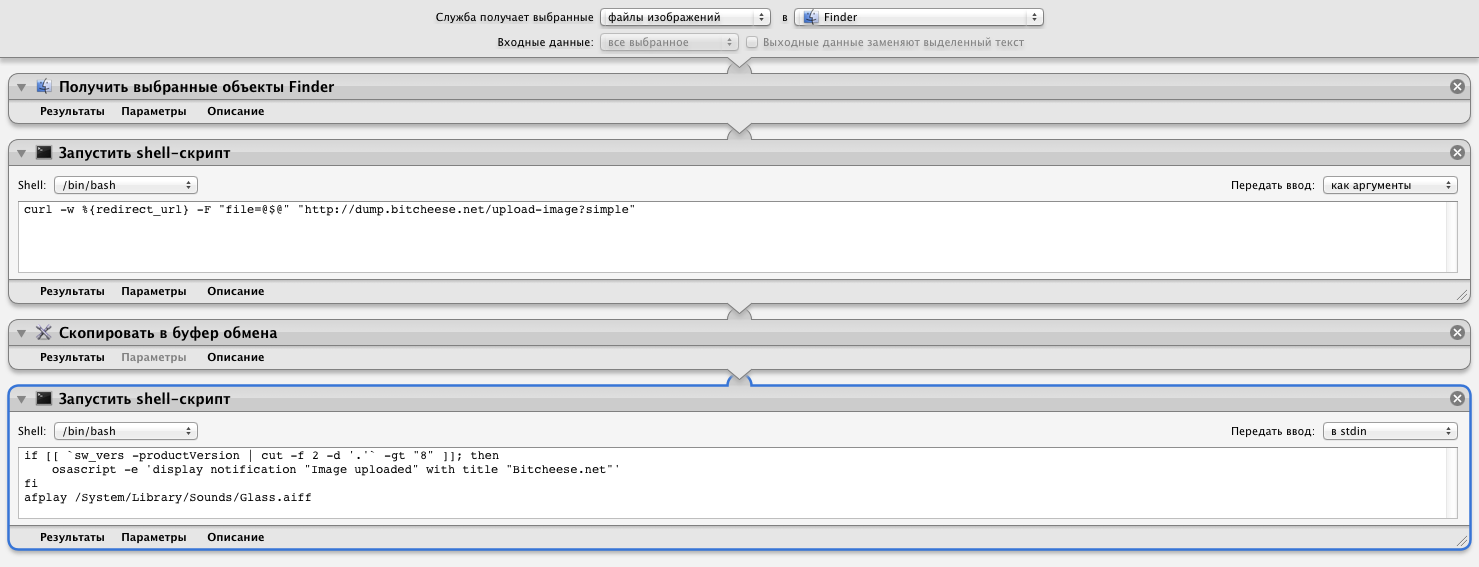 Служба получает выбранные файлы изображений в Finder
Входные данные: все выбранное Выходные данные заменяют выделенный текст
Получить выбранные объекты Finder
Результаты Параметры Описание
Запустить shell-скрипт
Shell: /bin/bash Передать ввод: как аргументы
curl -w %{redirect_url} -F "file=@$@" "http://dump.bitcheese.net/upload-image?simple"
Результаты Параметры Описание
Скопировать в буфер обмена
Результаты Параметры Описание
Запустить shell-скрипт
Shell: /bin/bash Передать ввод: в stdin
if [[ `sw_vers -productVersion | cut -f 2 -d '.'` -gt "8" ]]; then
    osascript -e 'display notification "Image uploaded" with title "Bitcheese.net"'
fi
afplay /System/Library/Sounds/Glass.aiff
Результаты Параметры Описание